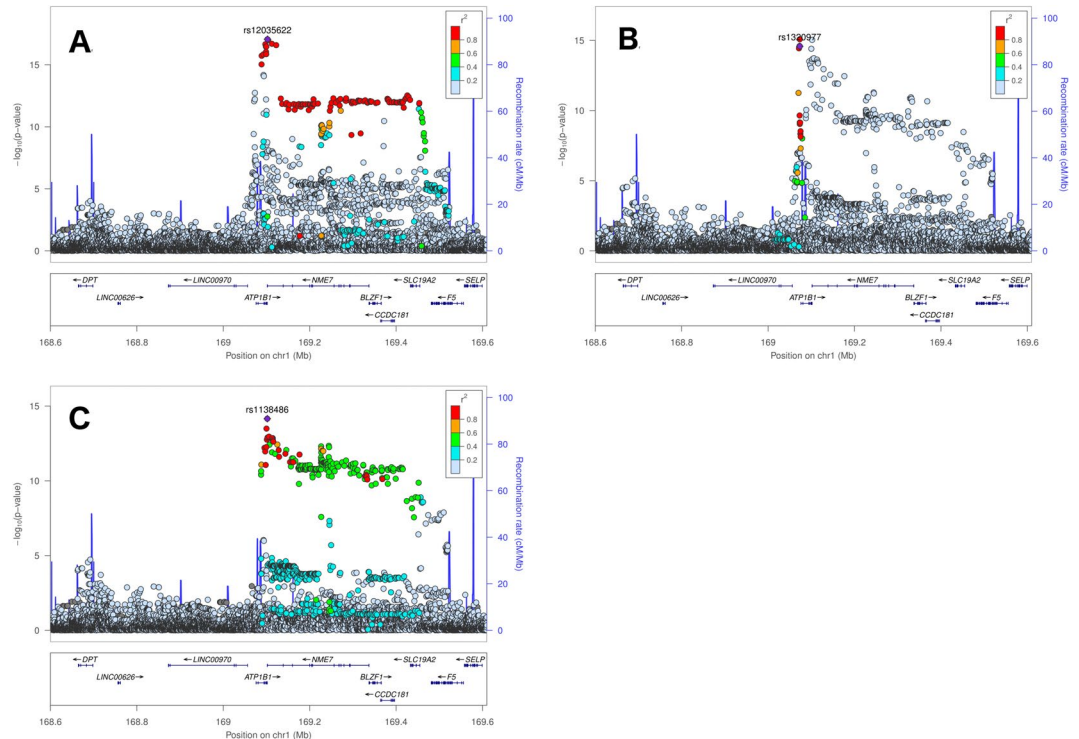 A
rs12035622
r²
0.8
0.6
0.4
0.2
−log10(p−value)
15
10
5
0
Recombination rate (cM/Mb)
100
80
60
40
20
0
←DPT
←LINC00970
←NME7
←SLC19A2
←SELP
LINC00626→
ATP1B1→
BLZF1→
←F5
←CCDC181
168.6
168.8
169
169.2
169.4
169.6
Position on chr1 (Mb)
B
rs1320977
r²
0.8
0.6
0.4
0.2
−log10(p−value)
15
10
5
0
Recombination rate (cM/Mb)
100
80
60
40
20
0
←DPT
←LINC00970
←NME7
←SLC19A2
←SELP
LINC00626→
ATP1B1→
BLZF1→
←F5
←CCDC181
168.6
168.8
169
169.2
169.4
169.6
Position on chr1 (Mb)
C
rs1138486
r²
0.8
0.6
0.4
0.2
−log10(p−value)
15
10
5
0
Recombination rate (cM/Mb)
100
80
60
40
20
0
←DPT
←LINC00970
←NME7
←SLC19A2
←SELP
LINC00626→
ATP1B1→
BLZF1→
←F5
←CCDC181
168.6
168.8
169
169.2
169.4
169.6
Position on chr1 (Mb)